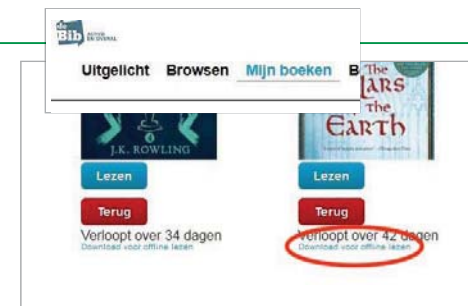 de
Bib
Uitgelicht Browsen Mijn boeken B
The
the
EARTH
4
J.K. ROWLING
Lezen
Lezen
Terug
Terug
Verloopt over 34 dagen
Verloopt over 42 dagen
Download voor offline lezen
Download voor offline lezen